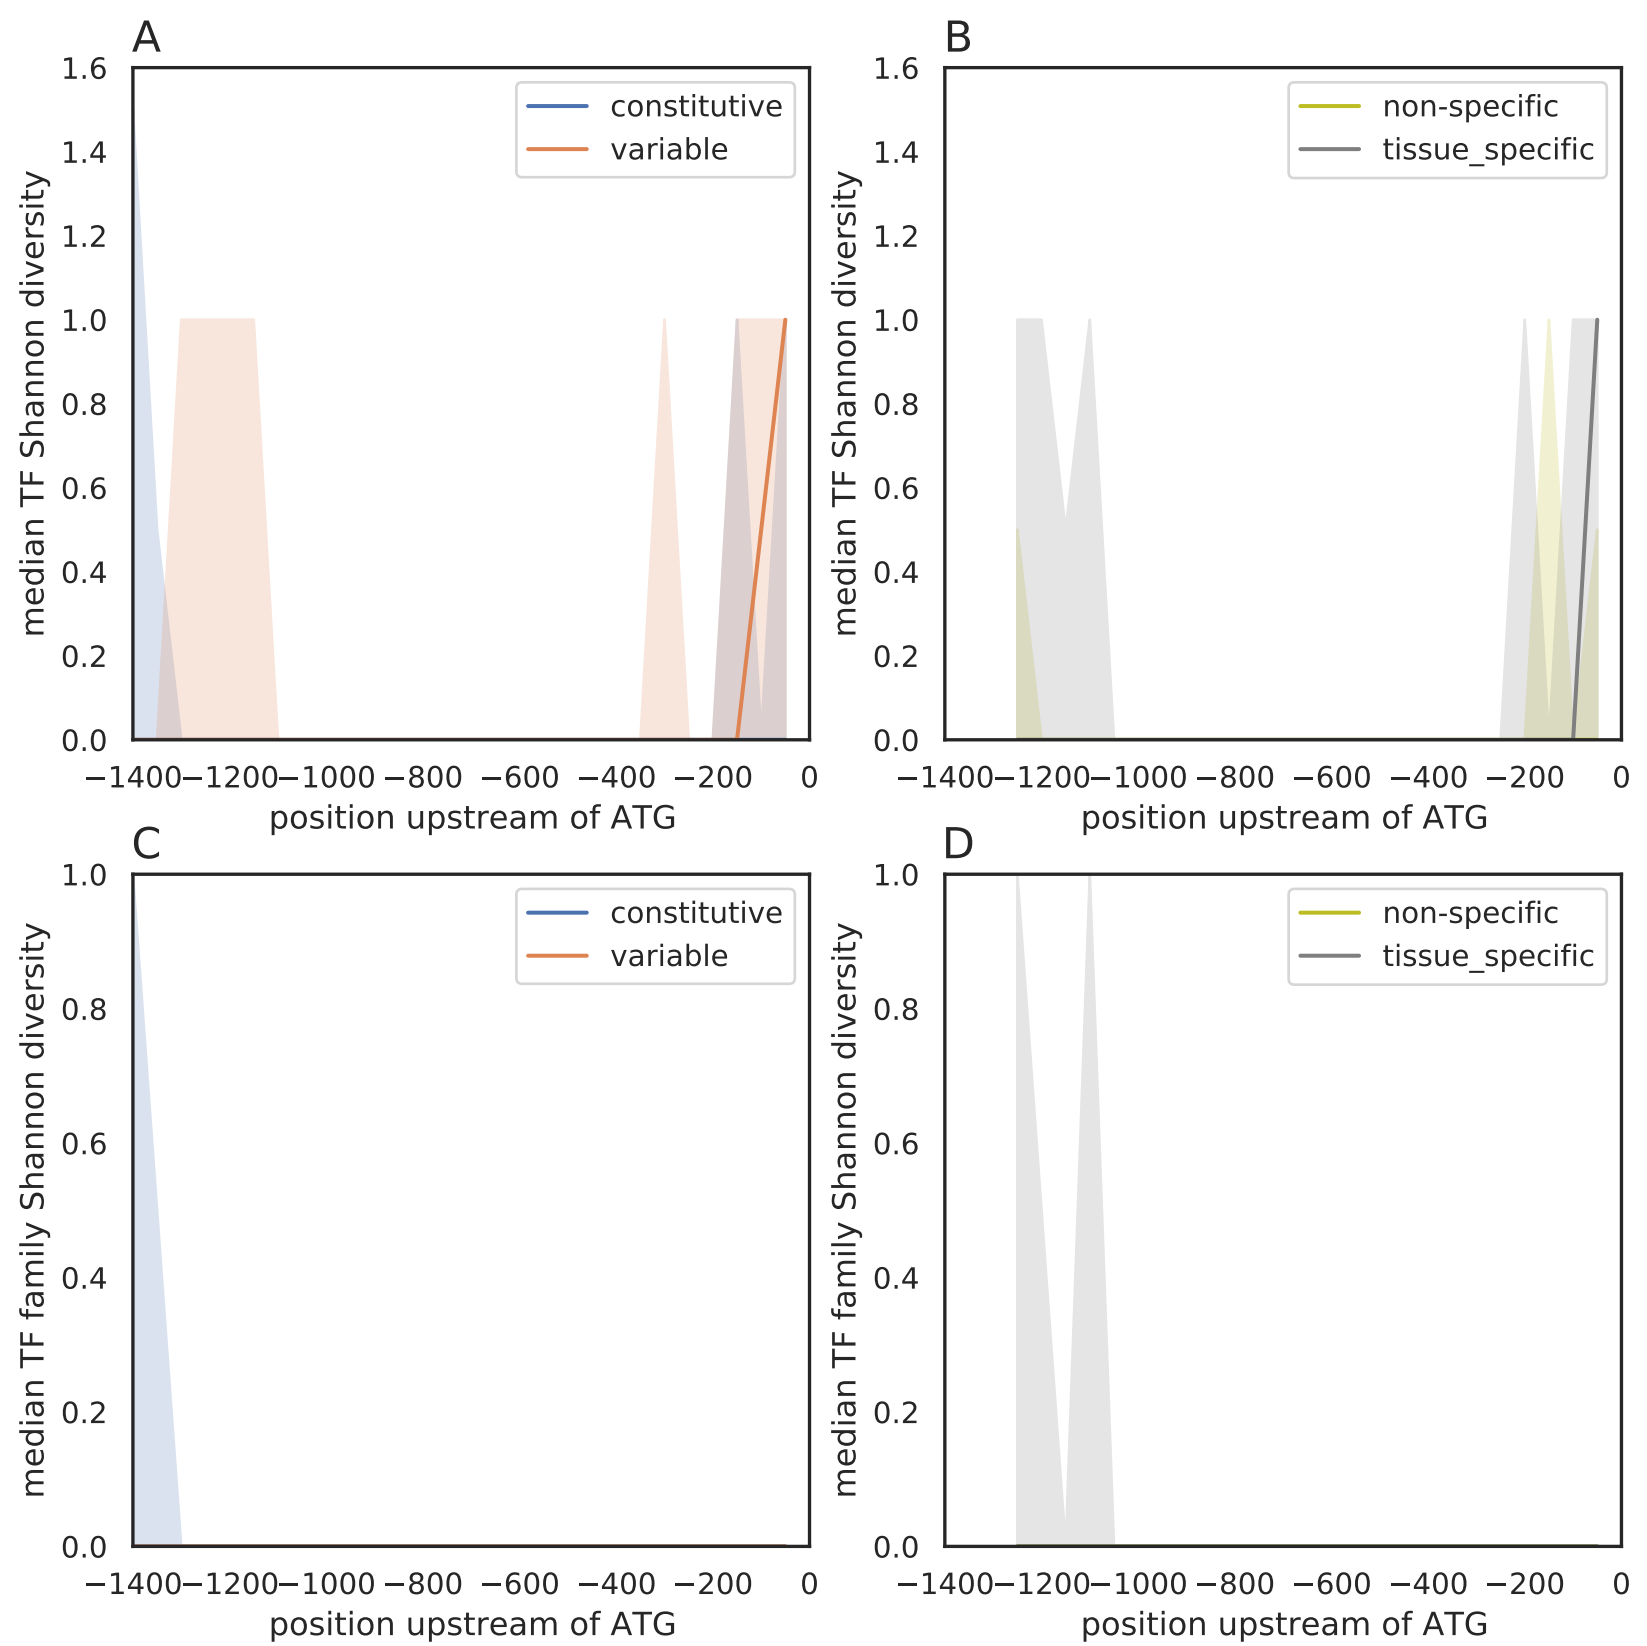 A
1.6
1.4
1.2
1.0
0.8
0.6
0.4
0.2
0.0
median TF Shannon diversity
constitutive
variable
−1400 −1200 −1000 −800 −600 −400 −200 0
position upstream of ATG
B
1.6
1.4
1.2
1.0
0.8
0.6
0.4
0.2
0.0
median TF Shannon diversity
non-specific
tissue_specific
−1400 −1200 −1000 −800 −600 −400 −200 0
position upstream of ATG
C
1.0
0.8
0.6
0.4
0.2
0.0
median TF family Shannon diversity
constitutive
variable
−1400 −1200 −1000 −800 −600 −400 −200 0
position upstream of ATG
D
1.0
0.8
0.6
0.4
0.2
0.0
median TF family Shannon diversity
non-specific
tissue_specific
−1400 −1200 −1000 −800 −600 −400 −200 0
position upstream of ATG